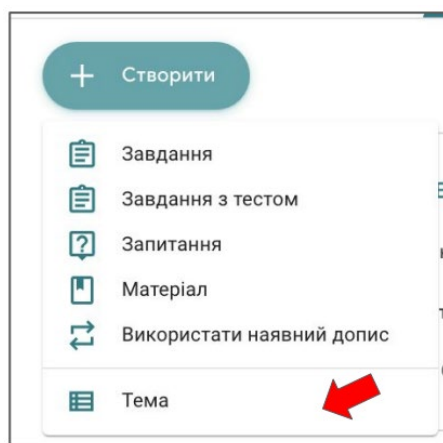 Створити
Завдання
Завдання з тестом
Запитання
Матеріал
Використати наявний допис
Тема